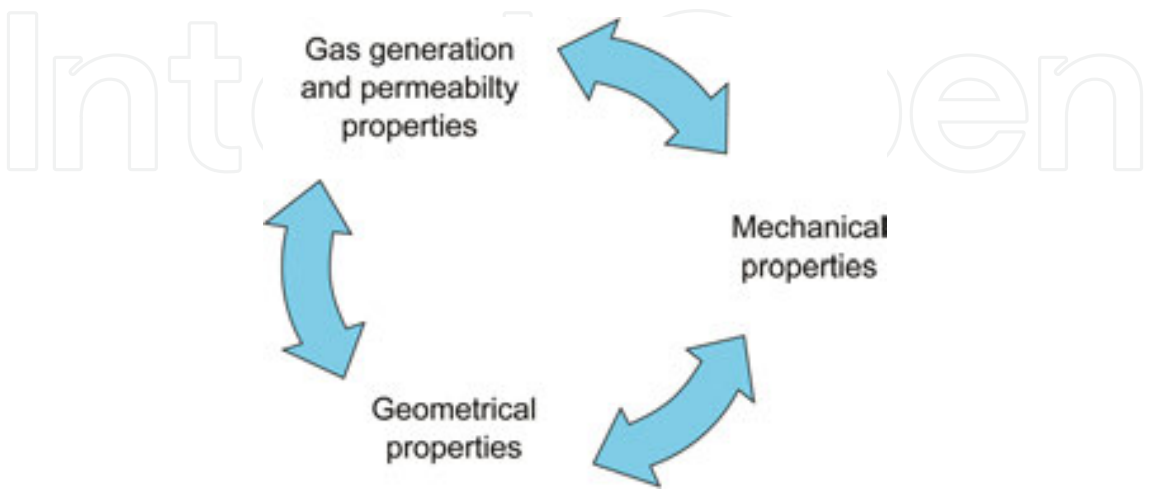 Gas generation
and permeabilty
properties
Mechanical
properties
Geometrical
properties